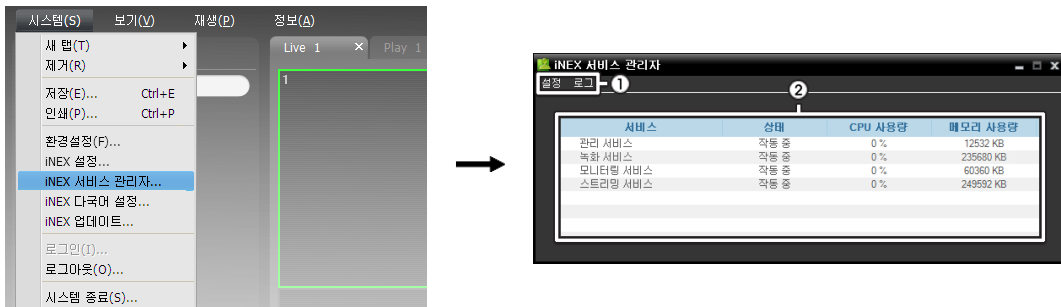 시스템(S) 보기(V) 재생(P) 정보(A)
새 탭(T)
제거(R)
저장(E)... Ctrl+E
인쇄(P)... Ctrl+P
환경설정(F)...
iNEX 설정...
iNEX 서비스 관리자...
iNEX 다국어 설정...
iNEX 업데이트...
로그인(I)...
로그아웃(O)...
시스템 종료(S)...
Live 1 × Play 1
1
iNEX 서비스 관리자
설정 로그 1
2
서비스 상태 CPU 사용량 메모리 사용량
관리 서비스 작동 중 0 % 12532 KB
녹화 서비스 작동 중 0 % 235680 KB
모니터링 서비스 작동 중 0 % 60360 KB
스트리밍 서비스 작동 중 0 % 249592 KB